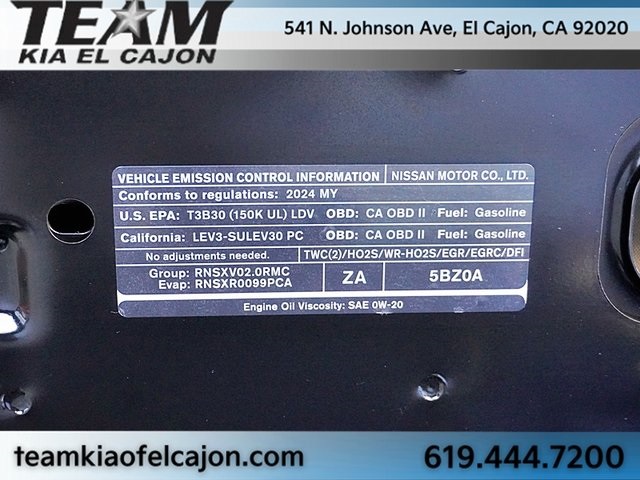 TEAM
KIA EL CAJON
541 N. Johnson Ave, El Cajon, CA 92020
VEHICLE EMISSION CONTROL INFORMATION NISSAN MOTOR CO., LTD.
Conforms to regulations: 2024 MY
U.S. EPA: T3B30 (150K UL) LDV OBD: CA OBD II Fuel: Gasoline
California: LEV3-SULEV30 PC OBD: CA OBD II Fuel: Gasoline
No adjustments needed. TWC(2)/HO2S/WR-HO2S/EGR/EGRC/DFI
Group: RNSXV02.0RMC
Evap: RNSXR0099PCA
ZA 5BZ0A
Engine Oil Viscosity: SAE 0W-20
teamkiaofelcajon.com 619.444.7200